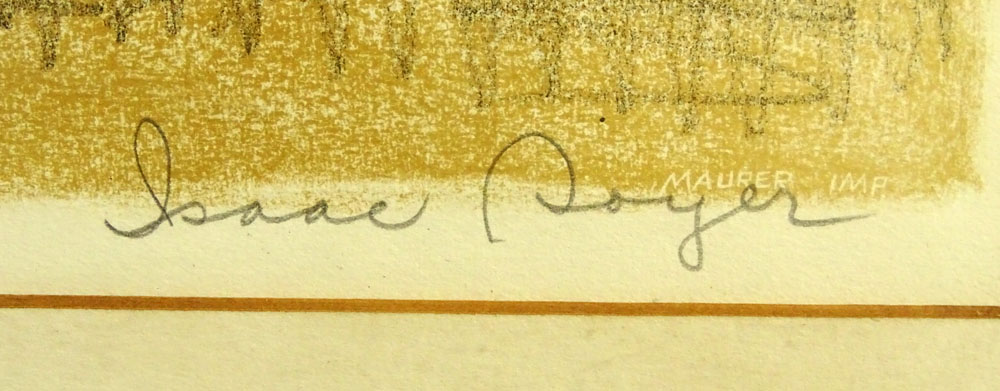 MAURER IMP
Isaac Soyer